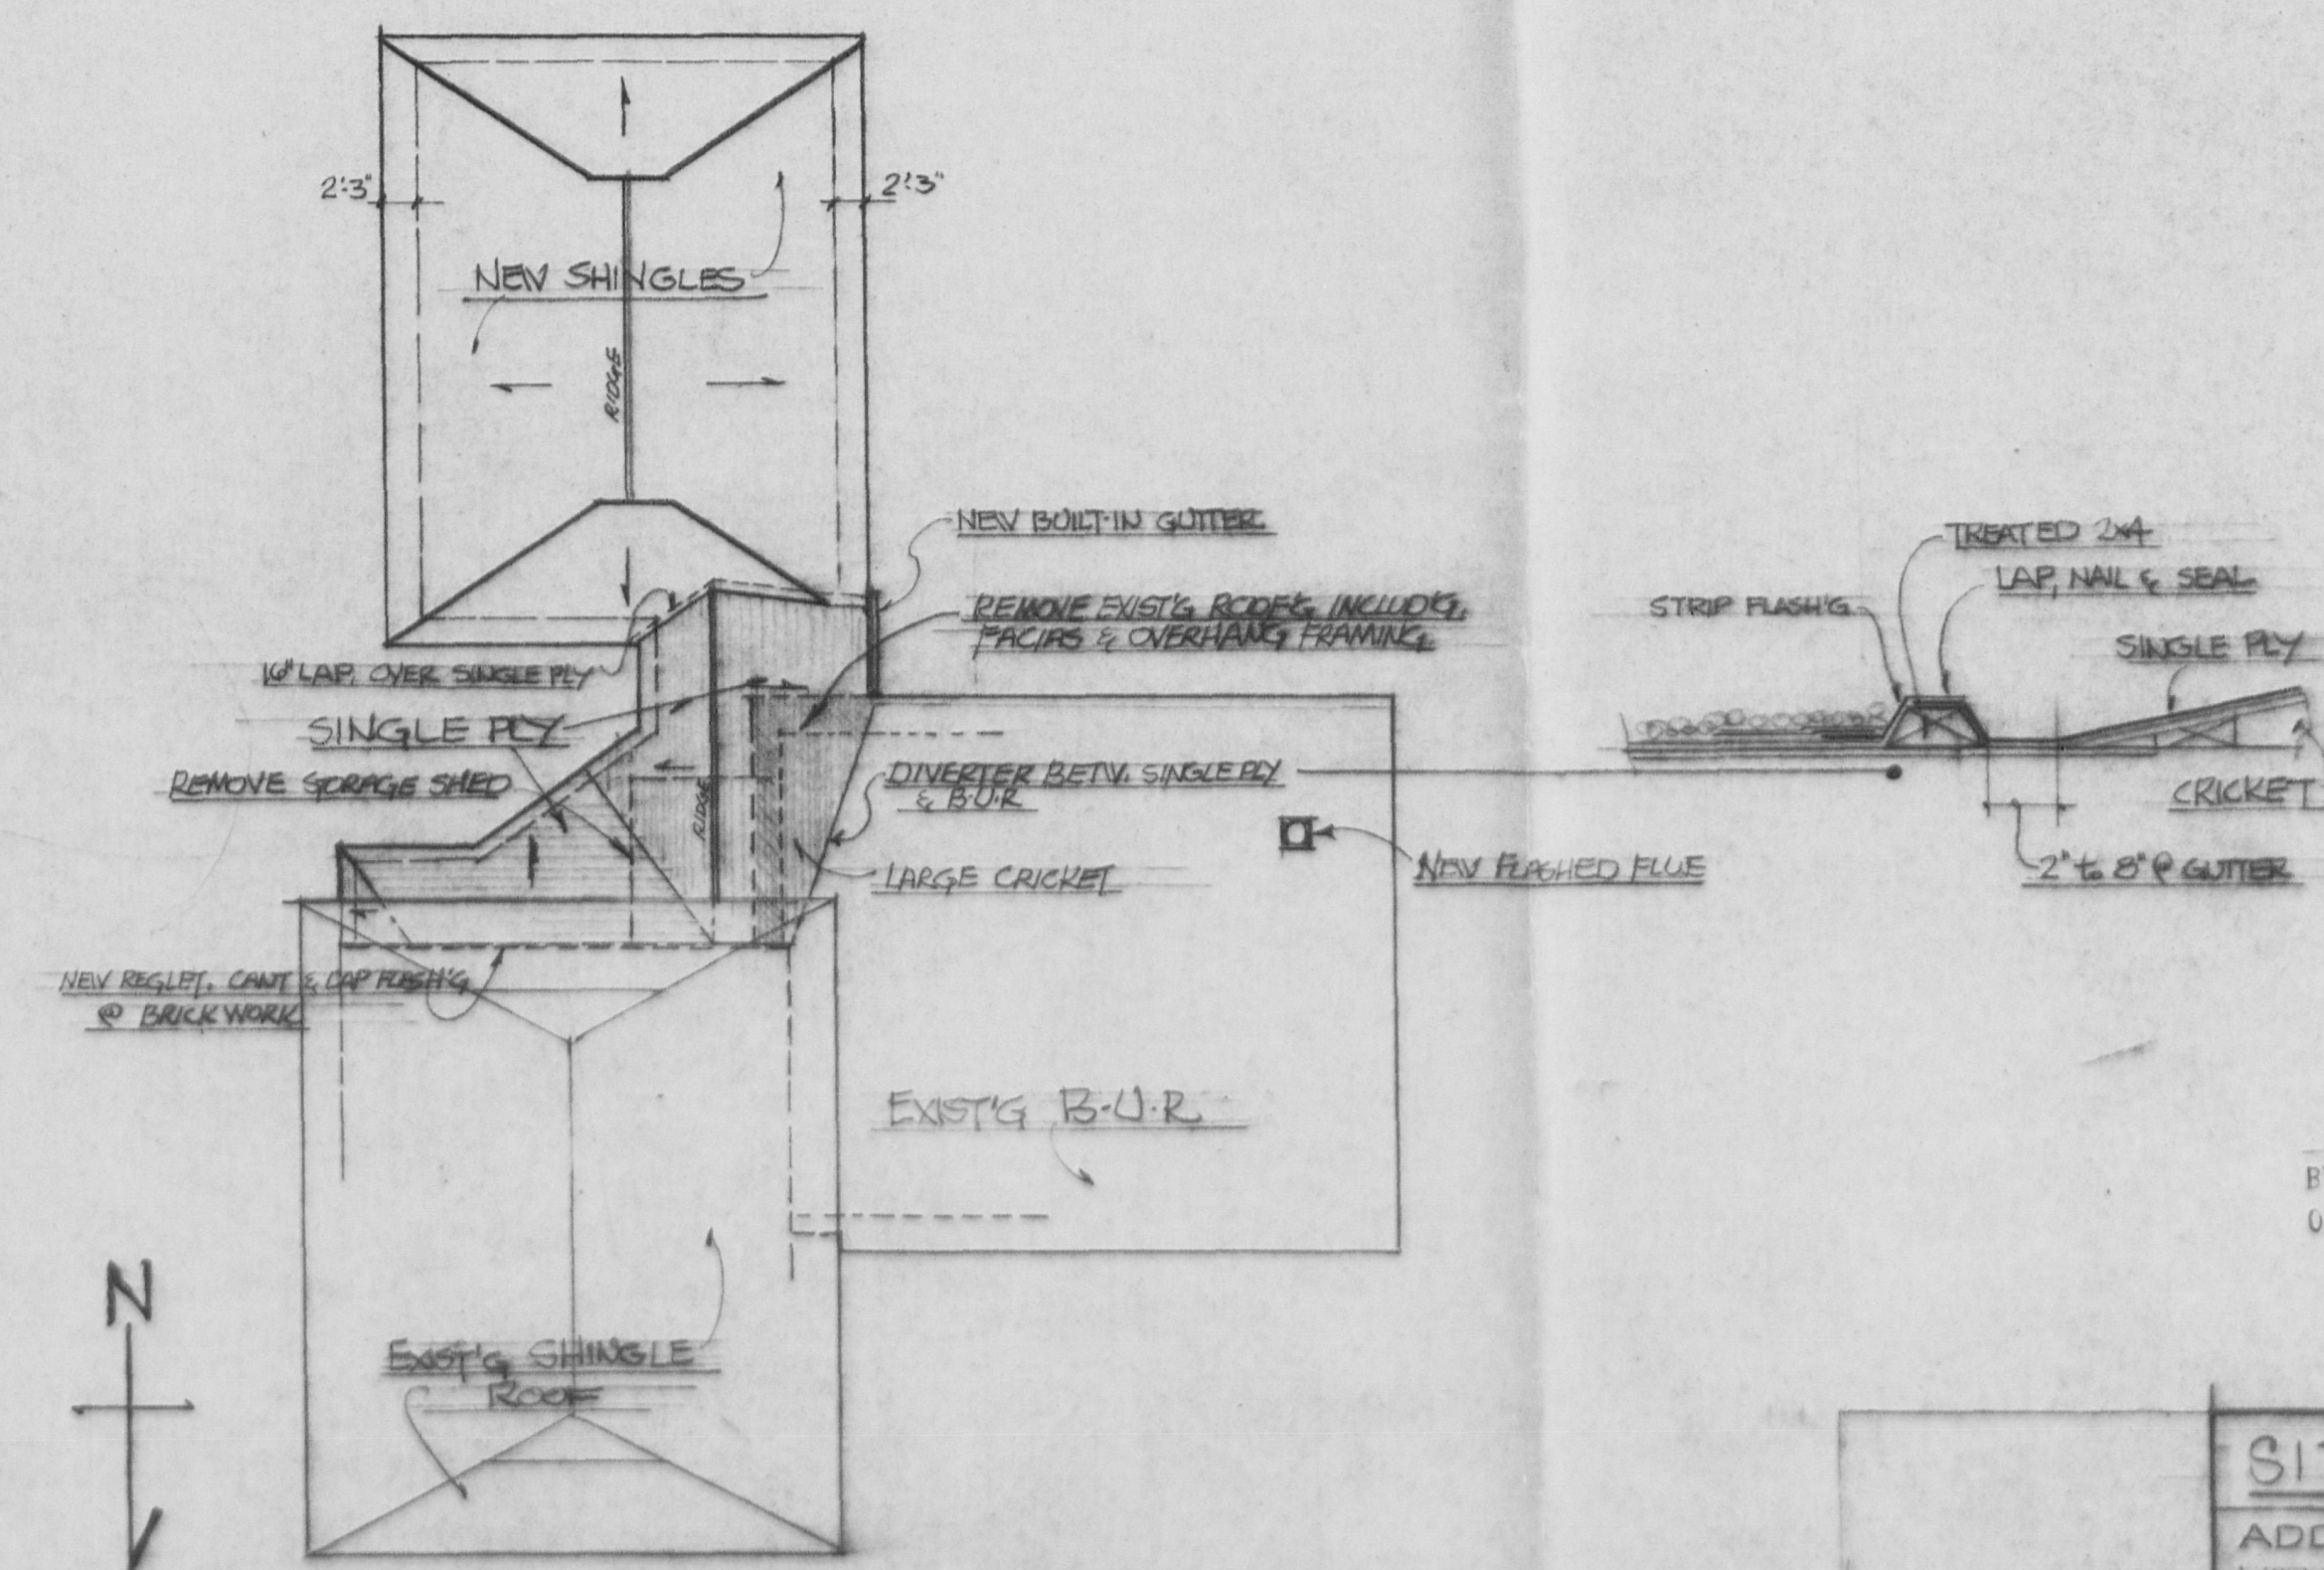 2'-3"
2'-3"
NEW SHINGLES
RIDGE
NEW BUILT-IN GUTTER
REMOVE EXIST'G ROOF'G INCLUD'G.
FACIAS & OVERHANG FRAMING
16" LAP, OVER SINGLE PLY
SINGLE PLY
REMOVE STORAGE SHED
RIDGE
DIVERTER BETW. SINGLE PLY
& B.U.R
LARGE CRICKET
NEW FLASHED FLUE
NEW REGLET, CANT & CAP FLASH'G
@ BRICKWORK
EXIST'G B.U.R
EXIST'G SHINGLE
ROOF
N
TREATED 2x4
LAP, NAIL & SEAL
STRIP FLASH'G
SINGLE PLY
CRICKET
2" to 8" @ GUTTER
ADD